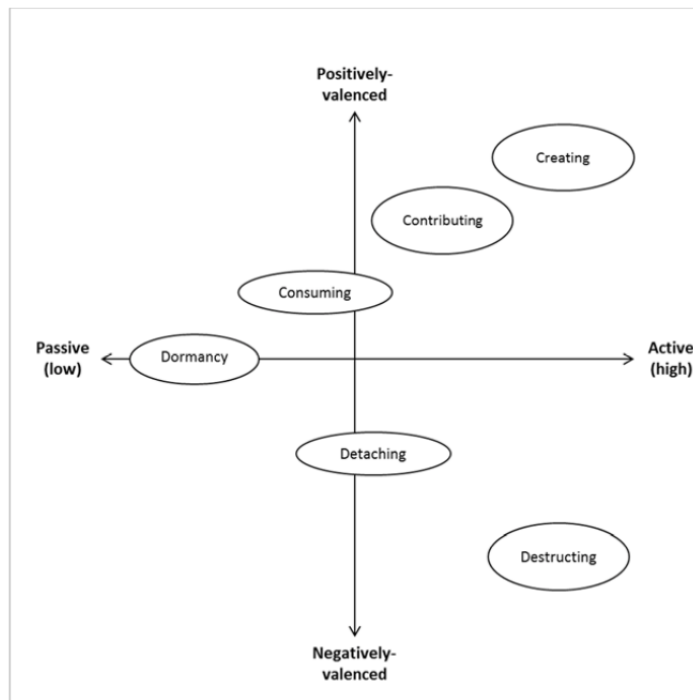 Positively-
valenced
Creating
Contributing
Consuming
Passive
(low)
Dormancy
Active
(high)
Detaching
Destructing
Negatively-
valenced